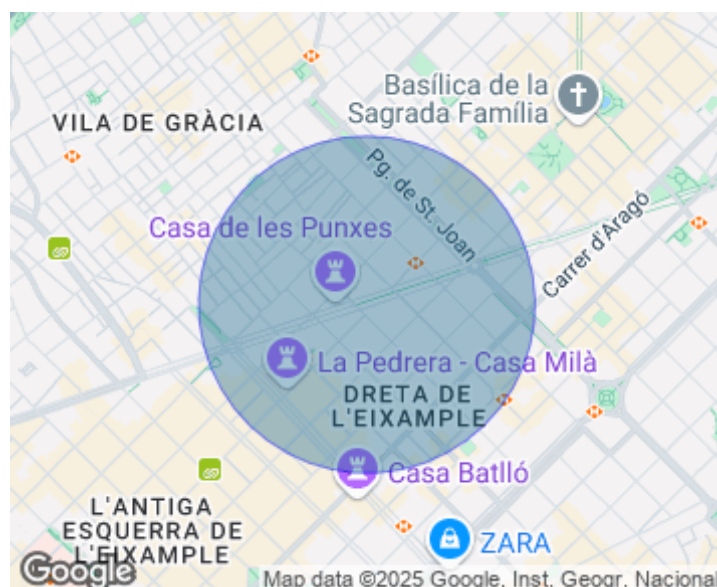 Basílica de la
Sagrada Família
VILA DE GRÀCIA
Pg. de St. Joan
Casa de les Punxes
Carrer d'Aragó
La Pedrera - Casa Milà
DRETA DE
L'EIXAMPLE
Casa Batlló
L'ANTIGA
ESQUERRA DE
L'EIXAMPLE
ZARA
Google
Map data ©2025 Google, Inst. Geogr. Nacional